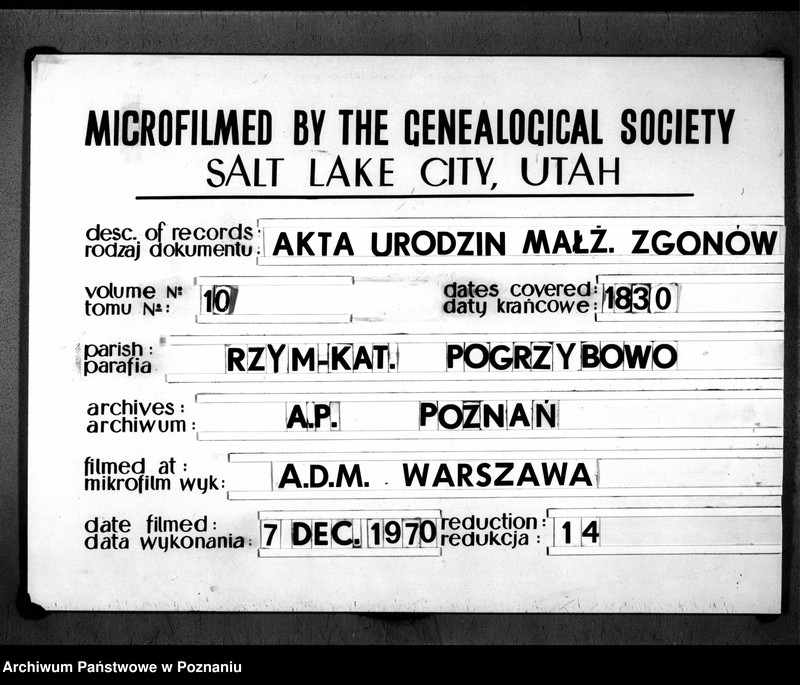 MICROFILMED BY THE GENEALOGICAL SOCIETY
SALT LAKE CITY, UTAH
desc. of records:
rodzaj dokumentu: AKTA URODZIN MAŁŻ. ZGONÓW
volume Nº:
tomu Nº: 10
dates covered:
daty krańcowe: 1830
parish:
parafia RZYM-KAT. POGRZYBOWO
archives:
archiwum: A.P. POZNAŃ
filmed at:
mikrofilm wyk: A.D.M. WARSZAWA
date filmed:
data wykonania: 7 DEC. 1970
reduction:
redukcja: 14
Archiwum Państwowe w Poznaniu